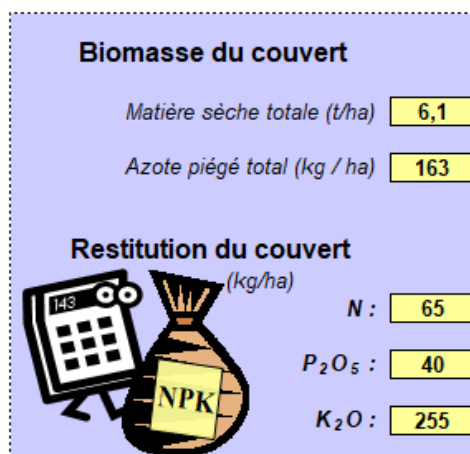 Biomasse du couvert
Matière sèche totale (t/ha) 6,1
Azote piégé total (kg / ha) 163
Restitution du couvert
(kg/ha)
143
N : 65
P₂O₅ : 40
NPK
K₂O : 255